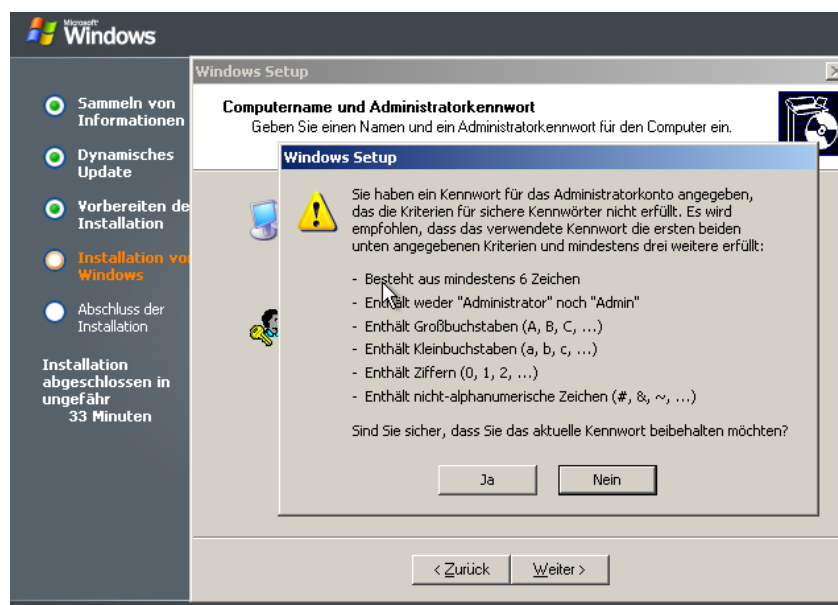 Microsoft
Windows
Windows Setup
Sammeln von
Informationen
Dynamisches
Update
Vorbereiten de
Installation
Installation vo
Windows
Abschluss der
Installation
Installation
abgeschlossen in
ungefähr
33 Minuten
Computername und Administratorkennwort
Geben Sie einen Namen und ein Administratorkennwort für den Computer ein.
Windows Setup
Sie haben ein Kennwort für das Administratorkonto angegeben,
das die Kriterien für sichere Kennwörter nicht erfüllt. Es wird
empfohlen, dass das verwendete Kennwort die ersten beiden
unten angegebenen Kriterien und mindestens drei weitere erfüllt:
- Besteht aus mindestens 6 Zeichen
- Enthält weder "Administrator" noch "Admin"
- Enthält Großbuchstaben (A, B, C, ...)
- Enthält Kleinbuchstaben (a, b, c, ...)
- Enthält Ziffern (0, 1, 2, ...)
- Enthält nicht-alphanumerische Zeichen (#, &, ~, ...)
Sind Sie sicher, dass Sie das aktuelle Kennwort beibehalten möchten?
Ja
Nein
< Zurück
Weiter >